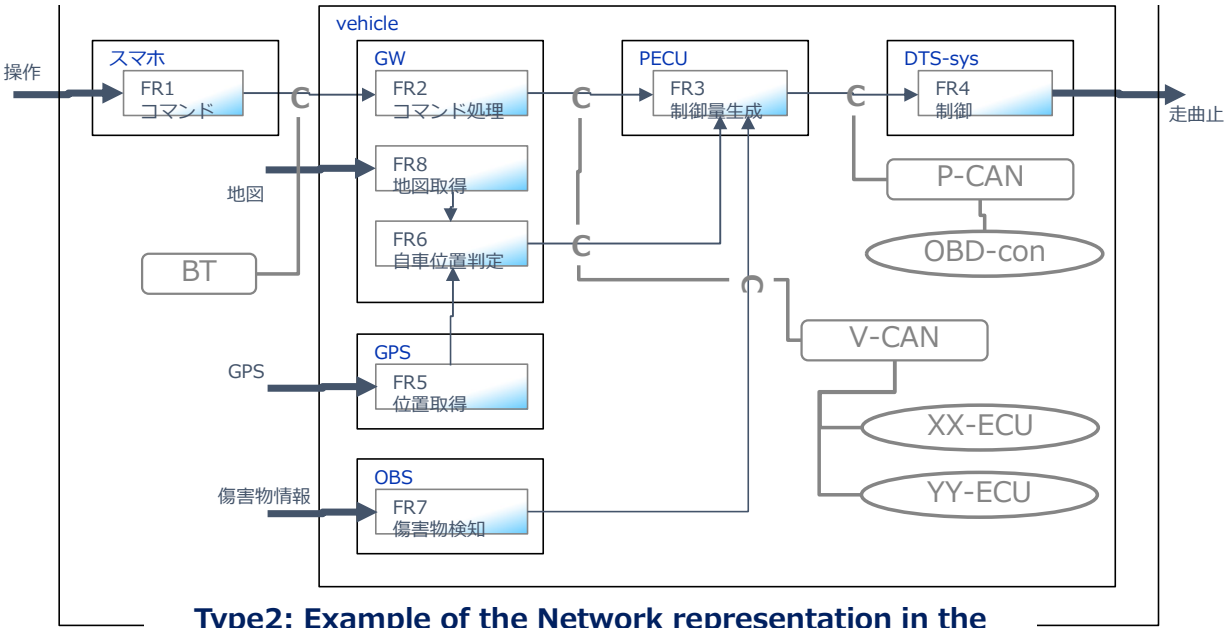 vehicle
スマホ
GW
PECU
DTS-sys
操作
FR1
コマンド
C
FR2
コマンド処理
C
FR3
制御量生成
C
FR4
制御
走曲止
FR8
地図取得
地図
P-CAN
FR6
自車位置判定
C
OBD-con
BT
C
V-CAN
GPS
GPS
FR5
位置取得
XX-ECU
OBS
YY-ECU
傷害物情報
FR7
傷害物検知
Type2: Example of the Network representation in the